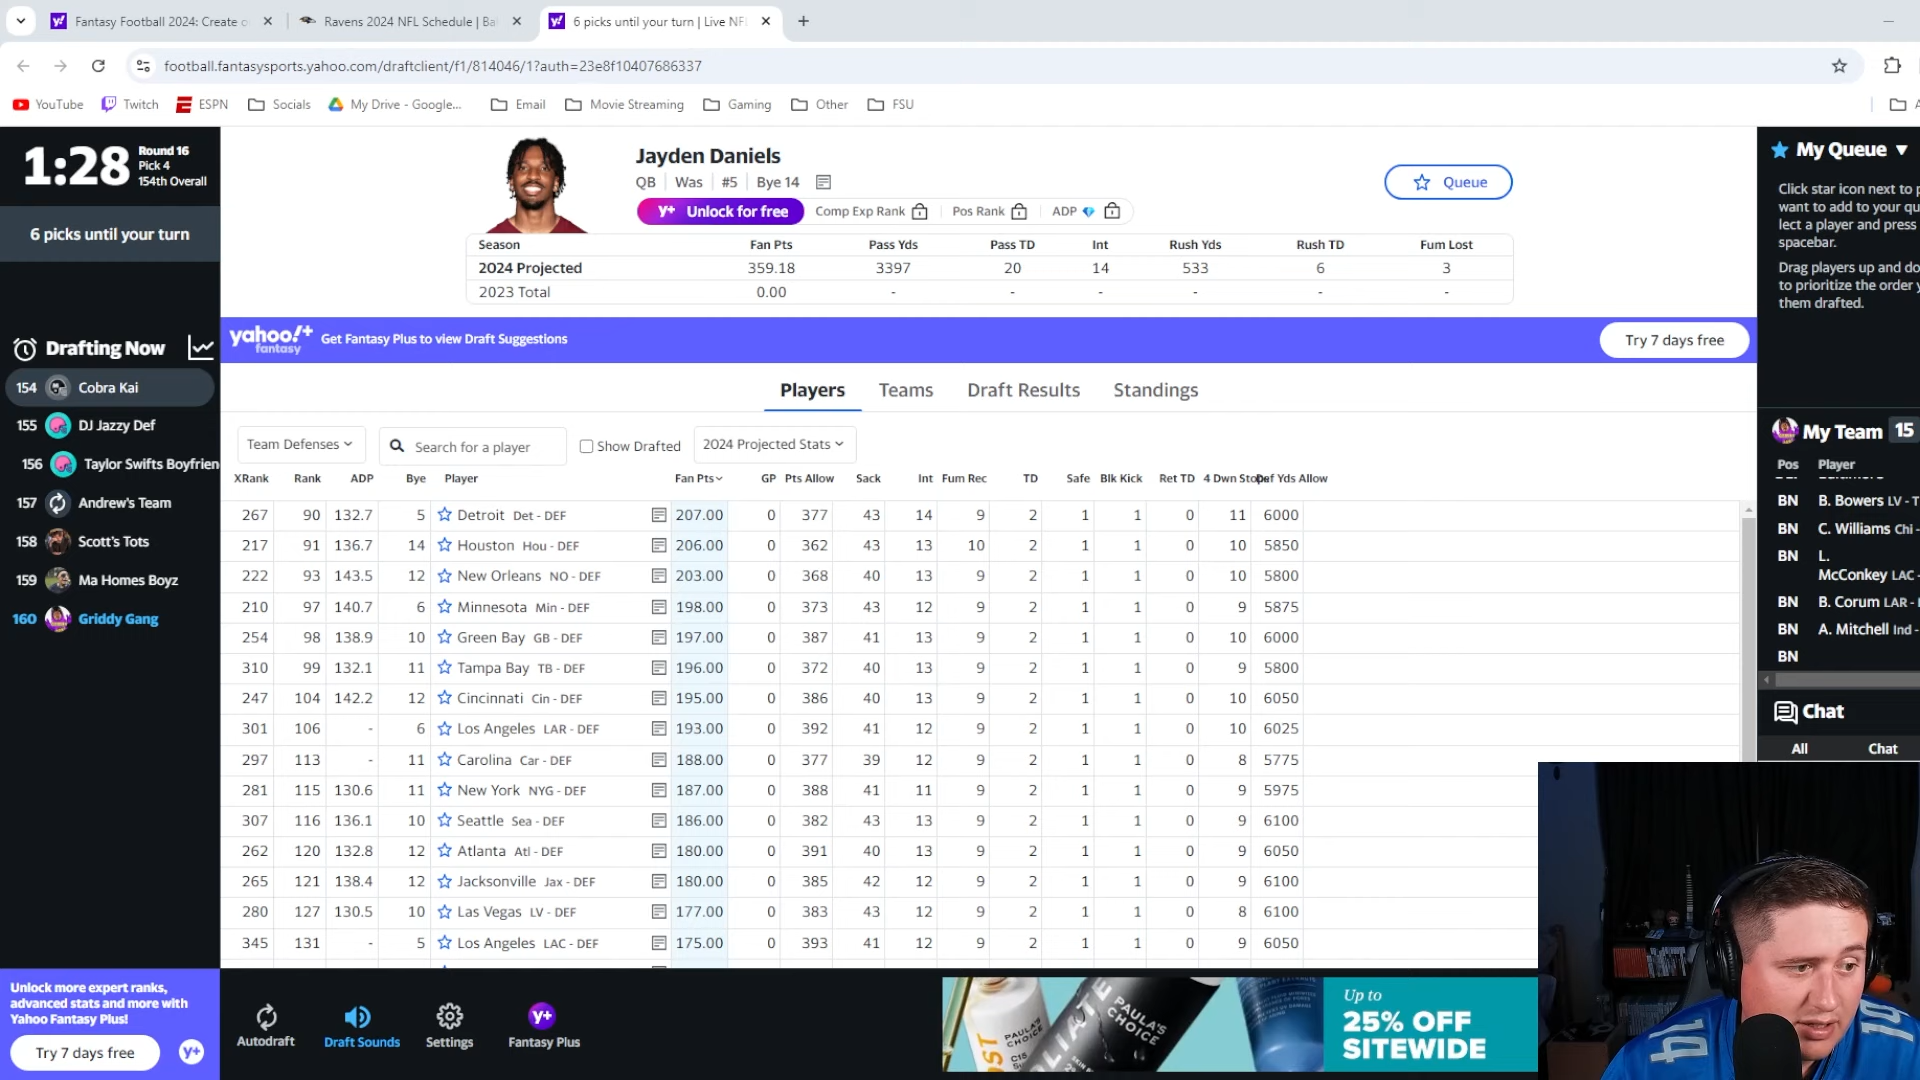 Fantasy Football 2024: Create o
Ravens 2024 NFL Schedule | Bal
6 picks until your turn | Live NFL
football.fantasysports.yahoo.com/draftclient/f1/814046/1?auth=23e8f10407686337
YouTube Twitch ESPN Socials My Drive - Google... Email Movie Streaming Gaming Other FSU
1:28
Round 16
Pick 4
154th Overall
6 picks until your turn
Drafting Now
154 Cobra Kai
155 DJ Jazzy Def
156 Taylor Swifts Boyfrien
157 Andrew's Team
158 Scott's Tots
159 Ma Homes Boyz
160 Griddy Gang
Unlock more expert ranks,
advanced stats and more with
Yahoo Fantasy Plus!
Try 7 days free y+
Jayden Daniels
QB Was #5 Bye 14
Queue
y+ Unlock for free Comp Exp Rank Pos Rank ADP
Season Fan Pts Pass Yds Pass TD Int Rush Yds Rush TD Fum Lost
2024 Projected 359.18 3397 20 14 533 6 3
2023 Total 0.00 - - - - - -
yahoo!+ fantasy Get Fantasy Plus to view Draft Suggestions Try 7 days free
Players Teams Draft Results Standings
Team Defenses Search for a player Show Drafted 2024 Projected Stats
XRank Rank ADP Bye Player Fan Pts GP Pts Allow Sack Int Fum Rec TD Safe Blk Kick Ret TD 4 Dwn Stops Def Yds Allow
267 90 132.7 5 Detroit Det - DEF 207.00 0 377 43 14 9 2 1 1 0 11 6000
217 91 136.7 14 Houston Hou - DEF 206.00 0 362 43 13 10 2 1 1 0 10 5850
222 93 143.5 12 New Orleans NO - DEF 203.00 0 368 40 13 9 2 1 1 0 10 5800
210 97 140.7 6 Minnesota Min - DEF 198.00 0 373 43 12 9 2 1 1 0 9 5875
254 98 138.9 10 Green Bay GB - DEF 197.00 0 387 41 13 9 2 1 1 0 10 6000
310 99 132.1 11 Tampa Bay TB - DEF 196.00 0 372 40 13 9 2 1 1 0 9 5800
247 104 142.2 12 Cincinnati Cin - DEF 195.00 0 386 40 13 9 2 1 1 0 10 6050
301 106 - 6 Los Angeles LAR - DEF 193.00 0 392 41 12 9 2 1 1 0 10 6025
297 113 - 11 Carolina Car - DEF 188.00 0 377 39 12 9 2 1 1 0 8 5775
281 115 130.6 11 New York NYG - DEF 187.00 0 388 41 11 9 2 1 1 0 9 5975
307 116 136.1 10 Seattle Sea - DEF 186.00 0 382 43 13 9 2 1 1 0 9 6100
262 120 132.8 12 Atlanta Atl - DEF 180.00 0 391 40 13 9 2 1 1 0 9 6050
265 121 138.4 12 Jacksonville Jax - DEF 180.00 0 385 42 12 9 2 1 1 0 9 6100
280 127 130.5 10 Las Vegas LV - DEF 177.00 0 383 43 12 9 2 1 1 0 8 6100
345 131 - 5 Los Angeles LAC - DEF 175.00 0 393 41 12 9 2 1 1 0 9 6050
Autodraft Draft Sounds Settings Fantasy Plus
PAULA'S CHOICE
Up to
25% OFF
SITEWIDE
My Queue
Click star icon next to p
want to add to your qu
lect a player and press
spacebar.
Drag players up and do
to prioritize the order y
them drafted.
My Team 15
Pos Player
BN B. Bowers LV - T
BN C. Williams Chi -
BN L.
McConkey LAC -
BN B. Corum LAR -
BN A. Mitchell Ind -
BN
Chat
All Chat
14